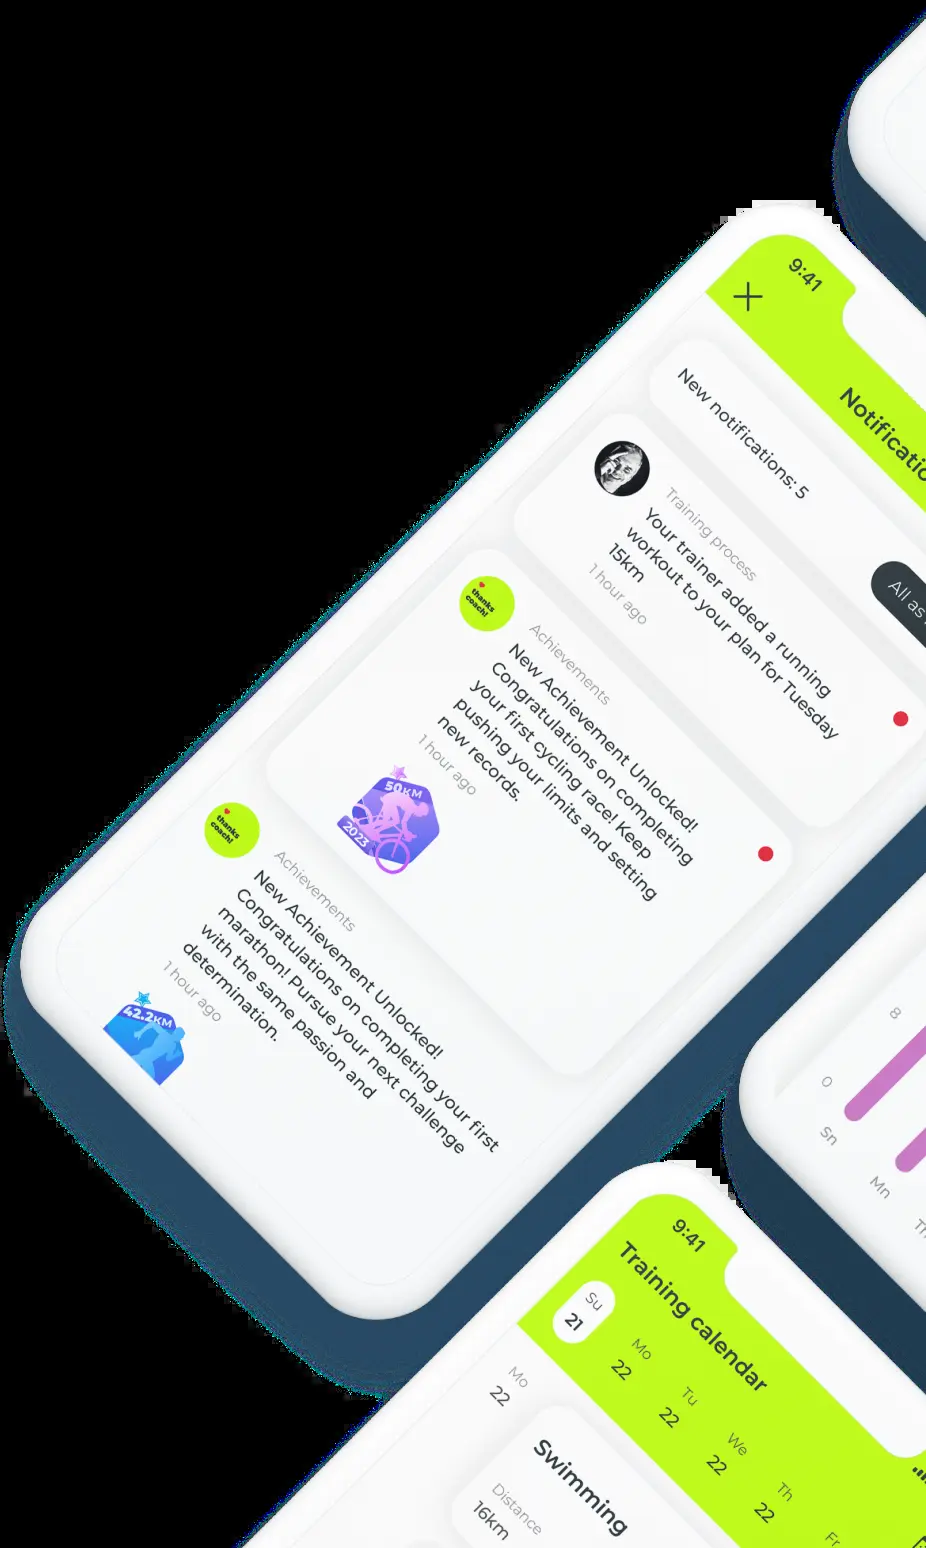 9:41
Notificatio
New notifications: 5
All as
Training process
Your trainer added a running
workout to your plan for Tuesday
15km
1 hour ago
thanks
coach!
Achievements
New Achievement Unlocked!
Congratulations on completing
your first cycling race! Keep
pushing your limits and setting
new records.
1 hour ago
50KM
2023
thanks
coach!
Achievements
New Achievement Unlocked!
Congratulations on completing your first
marathon! Pursue your next challenge
with the same passion and
determination.
1 hour ago
42.2KM
8
0
Sn
Mn
Th
9:41
Training calendar
Su
21
Mo
22
Tu
22
We
22
Th
22
Fr
Mo
22
Swimming
Distance
16km